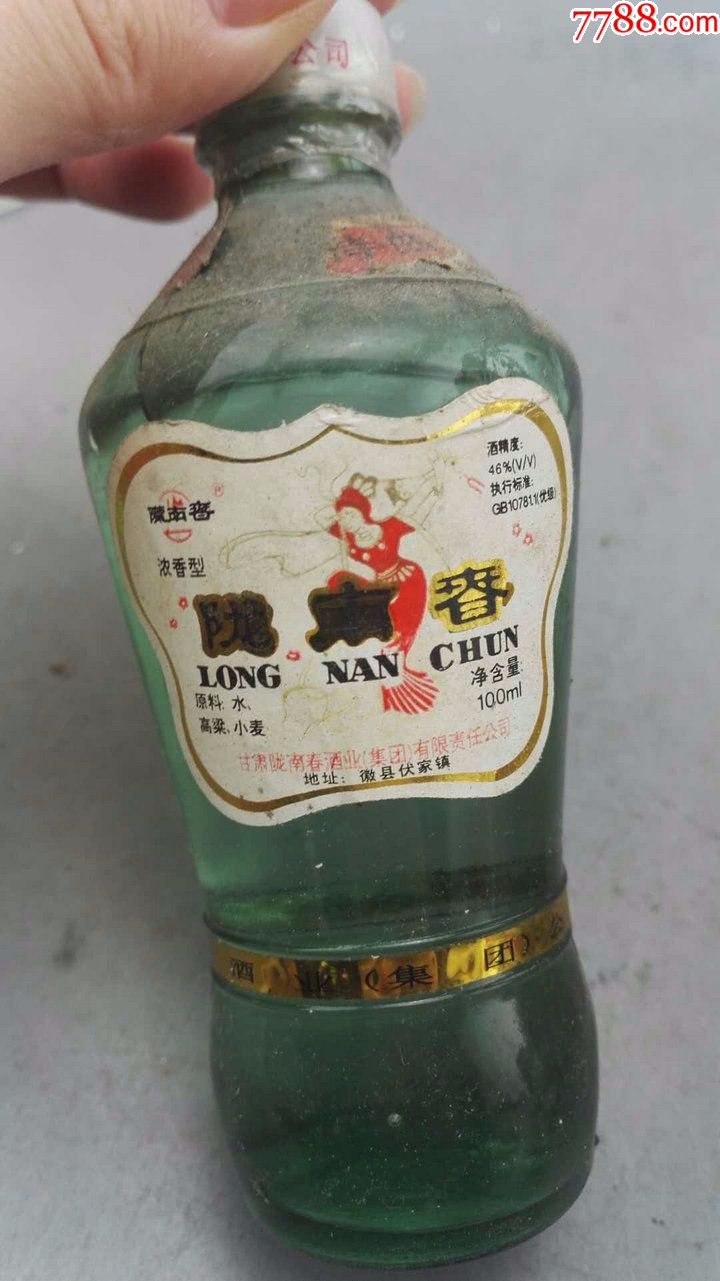 7788.com
公司
酒精度:
46%(V/V)
执行标准:
GB10781.1(优级)
陇南春
®
浓香型
陇南春
LONG NAN CHUN
原料:水、
高粱、小麦
净含量:
100ml
甘肃陇南春酒业(集团)有限责任公司
地址:徽县伏家镇
酒业(集团)公